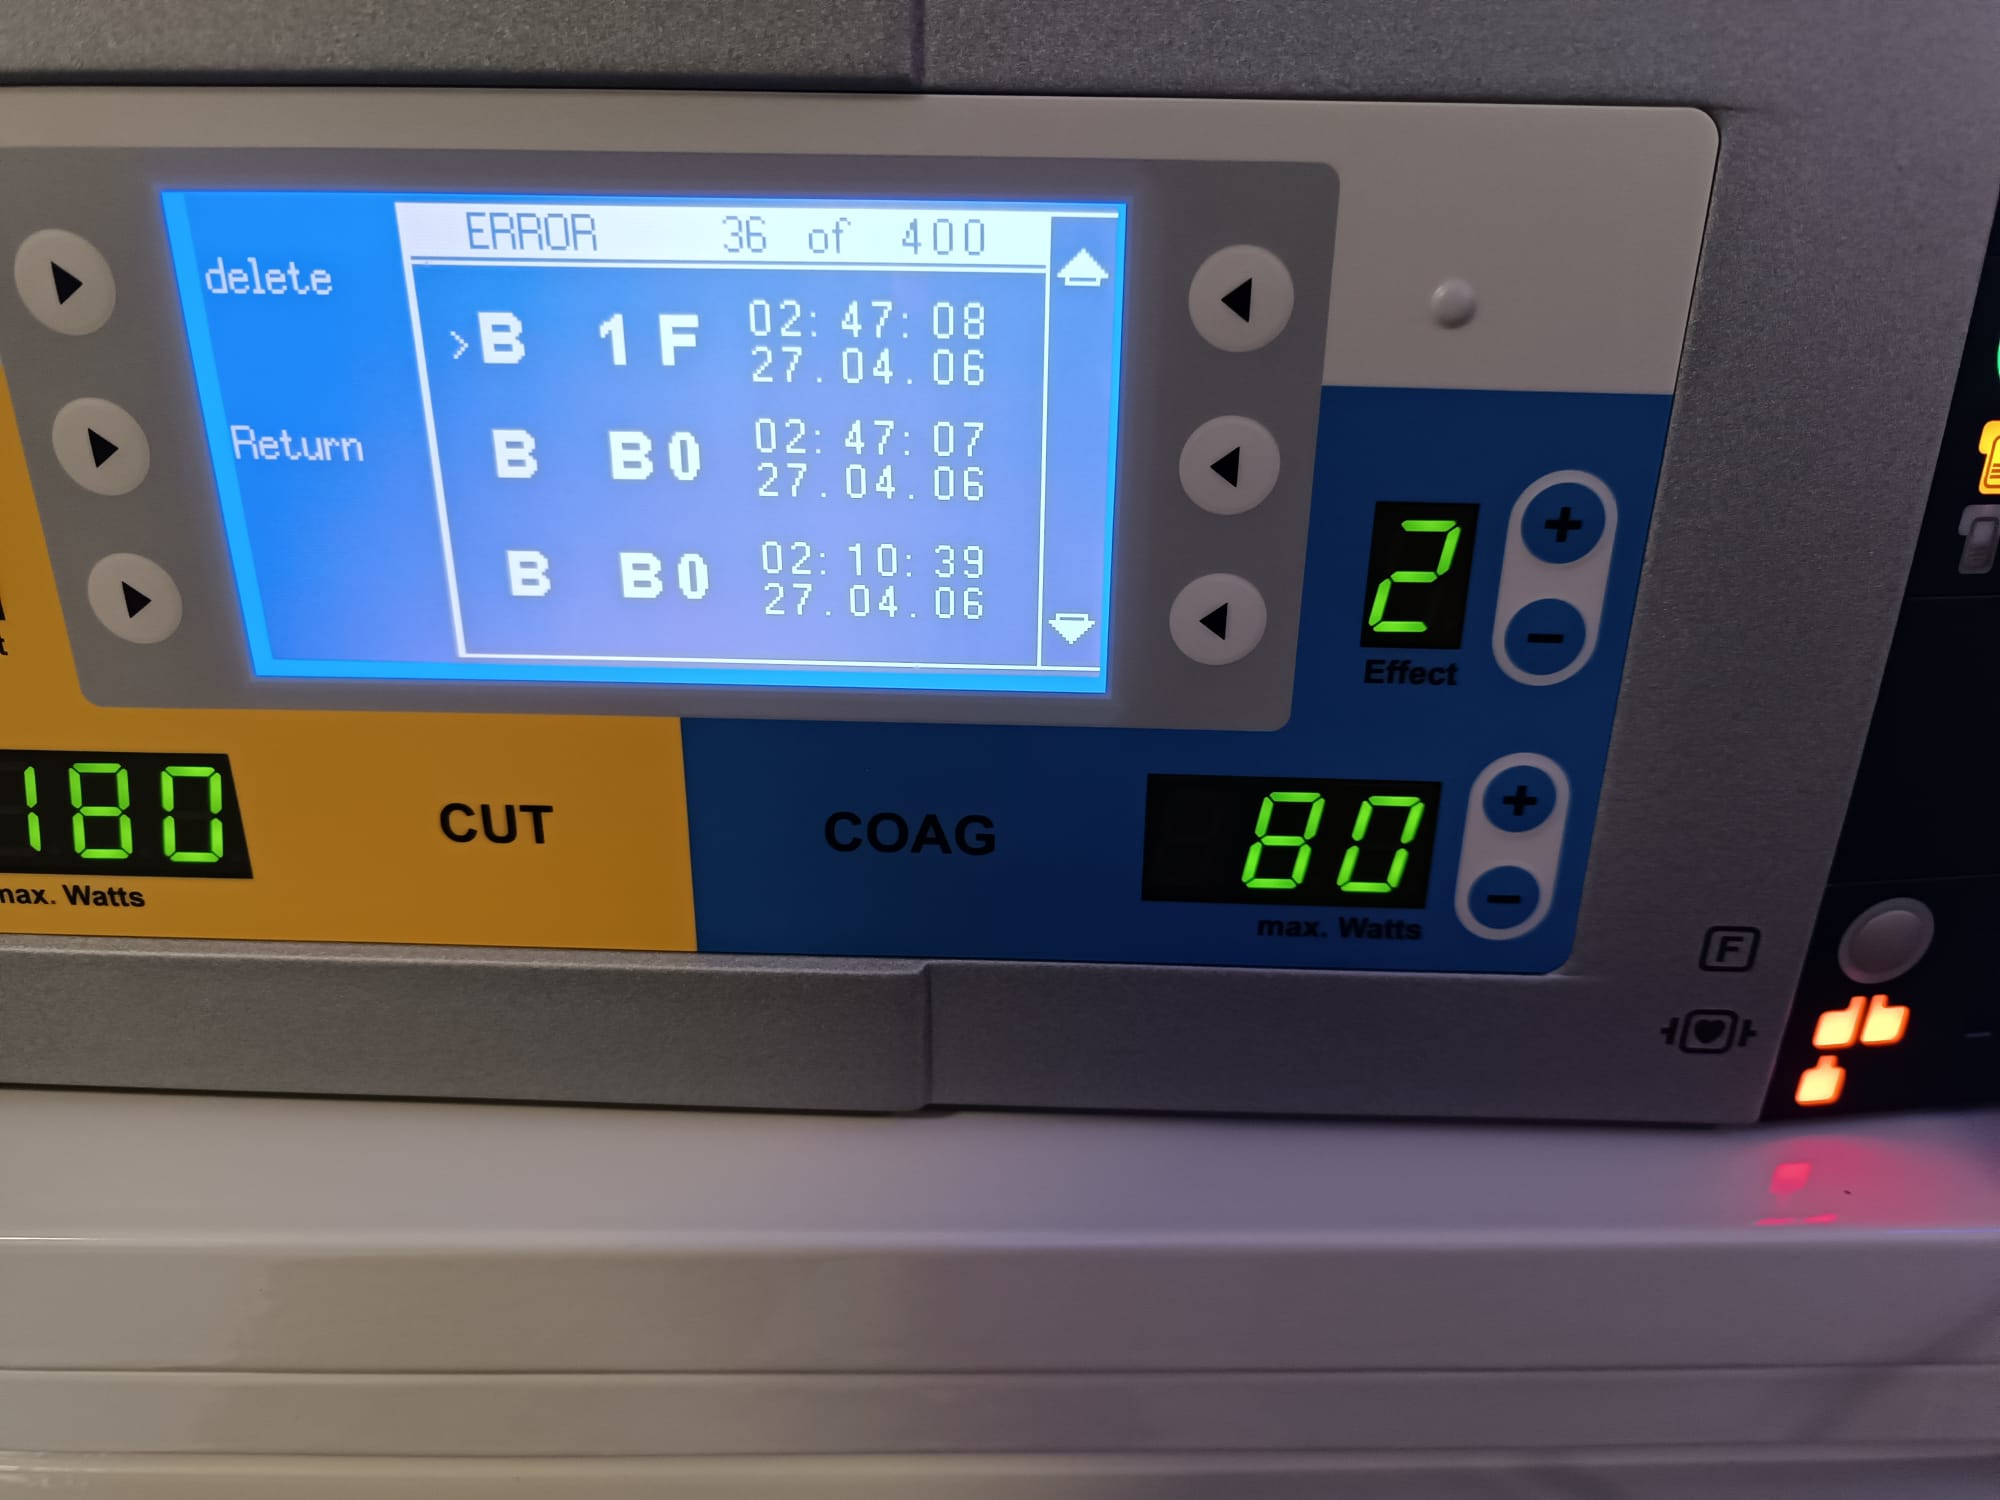 ERROR 36 of 400
delete
>B 1F 02:47:08
27.04.06
Return
B B0 02:47:07
27.04.06
B B0 02:10:39
27.04.06
2
+
-
Effect
180
CUT
COAG
80
+
-
max. Watts
max. Watts
F